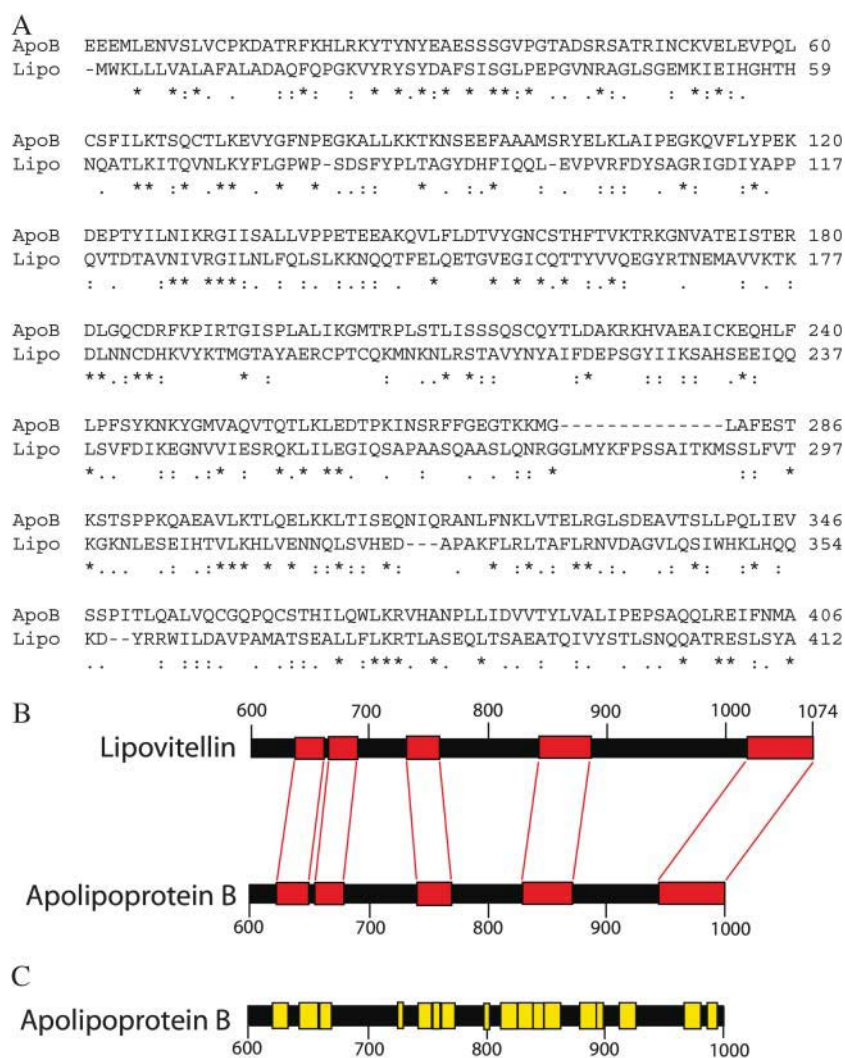 A
ApoB EEEMLENVSLVCPKDATRFKHLRKYTYNYEAESSSGVPGTADSRSATRINCKVELEVPQL 60
Lipo -MWKLLLVALAFALADAQFQPGKVYRYSYDAFSISGLPEPGVNRAGLSGEMKIEIHGHTH 59
* *:*. . ::*: * *.*:* * **:* . .*:. . *:*:.
ApoB CSFILKTSQCTLKEVYGFNPEGKALLKKTKNSEEFAAAMSRYELKLAIPEGKQVFLYPEK 120
Lipo NQATLKITQVNLKYFLGPWP-SDSFYPLTAGYDHFIQQL-EVPVRFDYSAGRIGDIYAPP 117
. ** :* .** . * * ..:: * . :.* : . ::: . *: :*.
ApoB DEPTYILNIKRGIISALLVPPETEEAKQVLFLDTVYGNCSTHFTVKTRKGNVATEISTER 180
Lipo QVTDTAVNIVRGILNLFQLSLKKNQQTFELQETGVEGICQTTYVVQEGYRTNEMAVVKTK 177
: . :** ***:. : :. :.:: . * * * *.* :.*: . : . :
ApoB DLGQCDRFKPIRTGISPLALIKGMTRPLSTLISSSQSCQYTLDAKRKHVAEAICKEQHLF 240
Lipo DLNNCDHKVYKTMGTAYAERCPTCQKMNKNLRSTAVYNYAIFDEPSGYIIKSAHSEEIQQ 237
**.:**: * : : ..* *:: :* :: :: .*:
ApoB LPFSYKNKYGMVAQVTQTLKLEDTPKINSRFFGEGTKKMG--------------LAFEST 286
Lipo LSVFDIKEGNVVIESRQKLILEGIQSAPAASQAASLQNRGGLMYKFPSSAITKMSSLFVT 297
*.. :: .:* : *.* **. . : . . :: * :: *
ApoB KSTSPPKQAEAVLKTLQELKKLTISEQNIQRANLFNKLVTELRGLSDEAVTSLLPQLIEV 346
Lipo KGKNLESEIHTVLKHLVENNQLSVHED---APAKFLRLTAFLRNVDAGVLQSIWHKLHQQ 354
*... .: .:*** * * ::*:: *: . * :*.: **.:. .: *: :* :
ApoB SSPITLQALVQCGQPQCSTHILQWLKRVHANPLLIDVVTYLVALIPEPSAQQLREIFNMA 406
Lipo KD--YRRWILDAVPAMATSEALLFLKRTLASEQLTSAEATQIVYSTLSNQQATRESLSYA 412
.. : :::. . .::. * :***. *. * .. : :. . .. * ** :. *
B
600 700 800 900 1000 1074
Lipovitellin
Apolipoprotein B
600 700 800 900 1000
C
Apolipoprotein B
600 700 800 900 1000